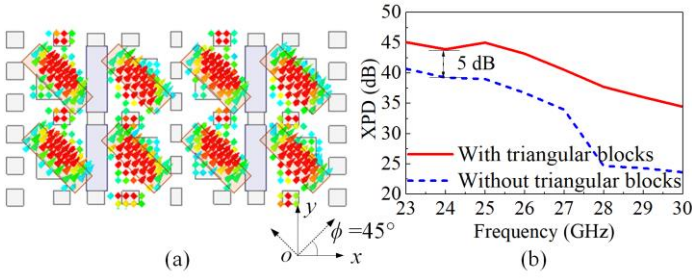 y
ϕ =45°
o
x
(a)
50
45
40
35
30
25
20
XPD (dB)
5 dB
With triangular blocks
Without triangular blocks
23 24 25 26 27 28 29 30
Frequency (GHz)
(b)